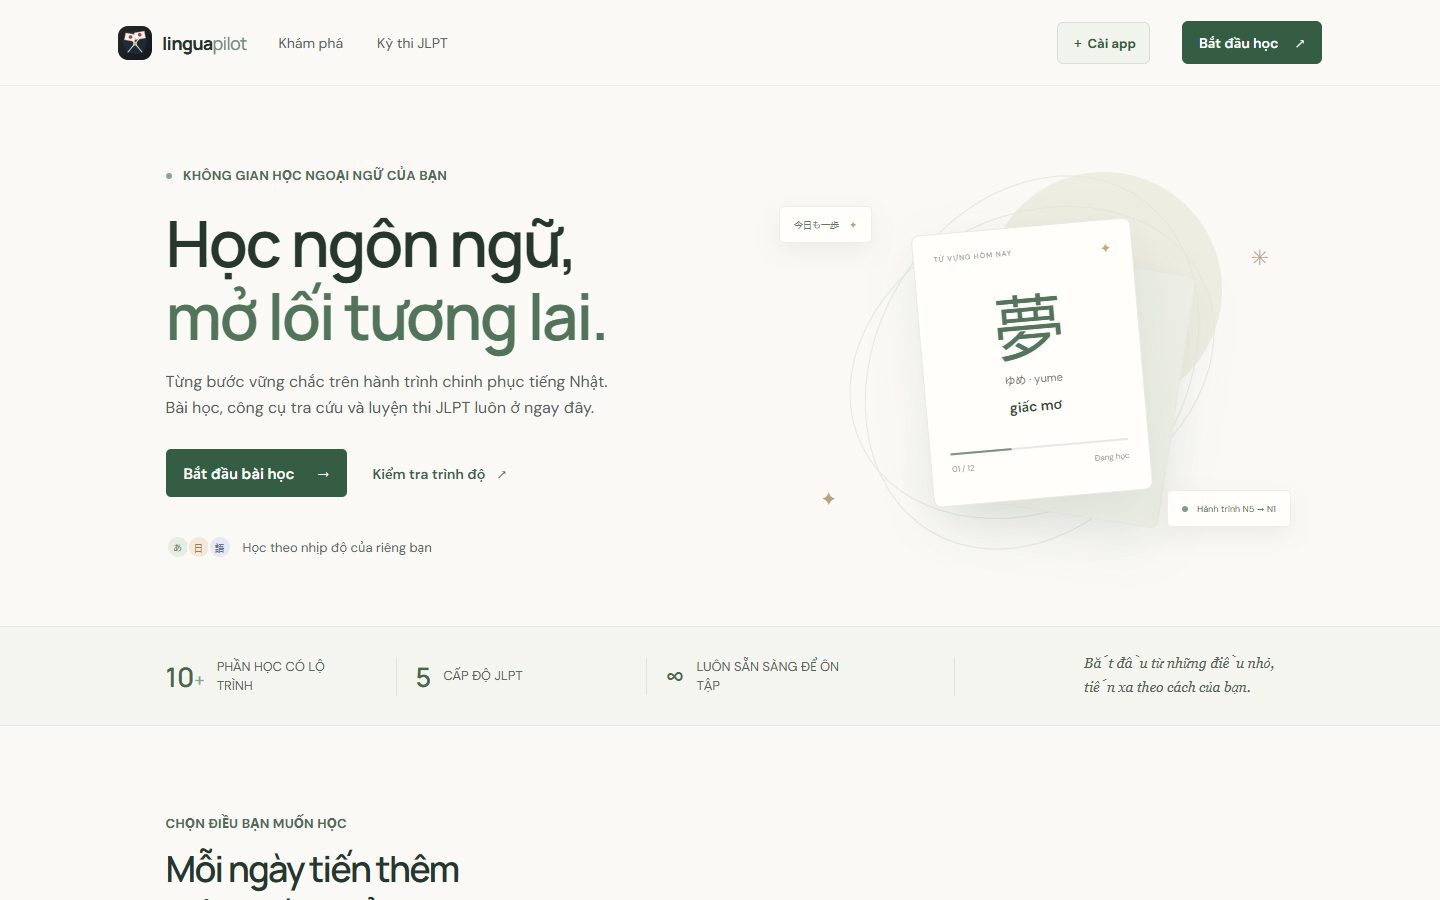 linguapilot
Khám phá
Kỳ thi JLPT
+ Cài app
Bắt đầu học ↗
KHÔNG GIAN HỌC NGOẠI NGỮ CỦA BẠN
Học ngôn ngữ,
mở lối tương lai.
Từng bước vững chắc trên hành trình chinh phục tiếng Nhật.
Bài học, công cụ tra cứu và luyện thi JLPT luôn ở ngay đây.
Bắt đầu bài học →
Kiểm tra trình độ ↗
あ 日 語
Học theo nhịp độ của riêng bạn
今日も一歩 ✦
TỪ VỰNG HÔM NAY ✦
夢
ゆめ · yume
giấc mơ
01 / 12
Đang học
Hành trình N5 → N1
10+
PHẦN HỌC CÓ LỘ
TRÌNH
5
CẤP ĐỘ JLPT
∞
LUÔN SẴN SÀNG ĐỂ ÔN
TẬP
Bắt đầu từ những điều nhỏ,
tiến xa theo cách của bạn.
CHỌN ĐIỀU BẠN MUỐN HỌC
Mỗi ngày tiến thêm